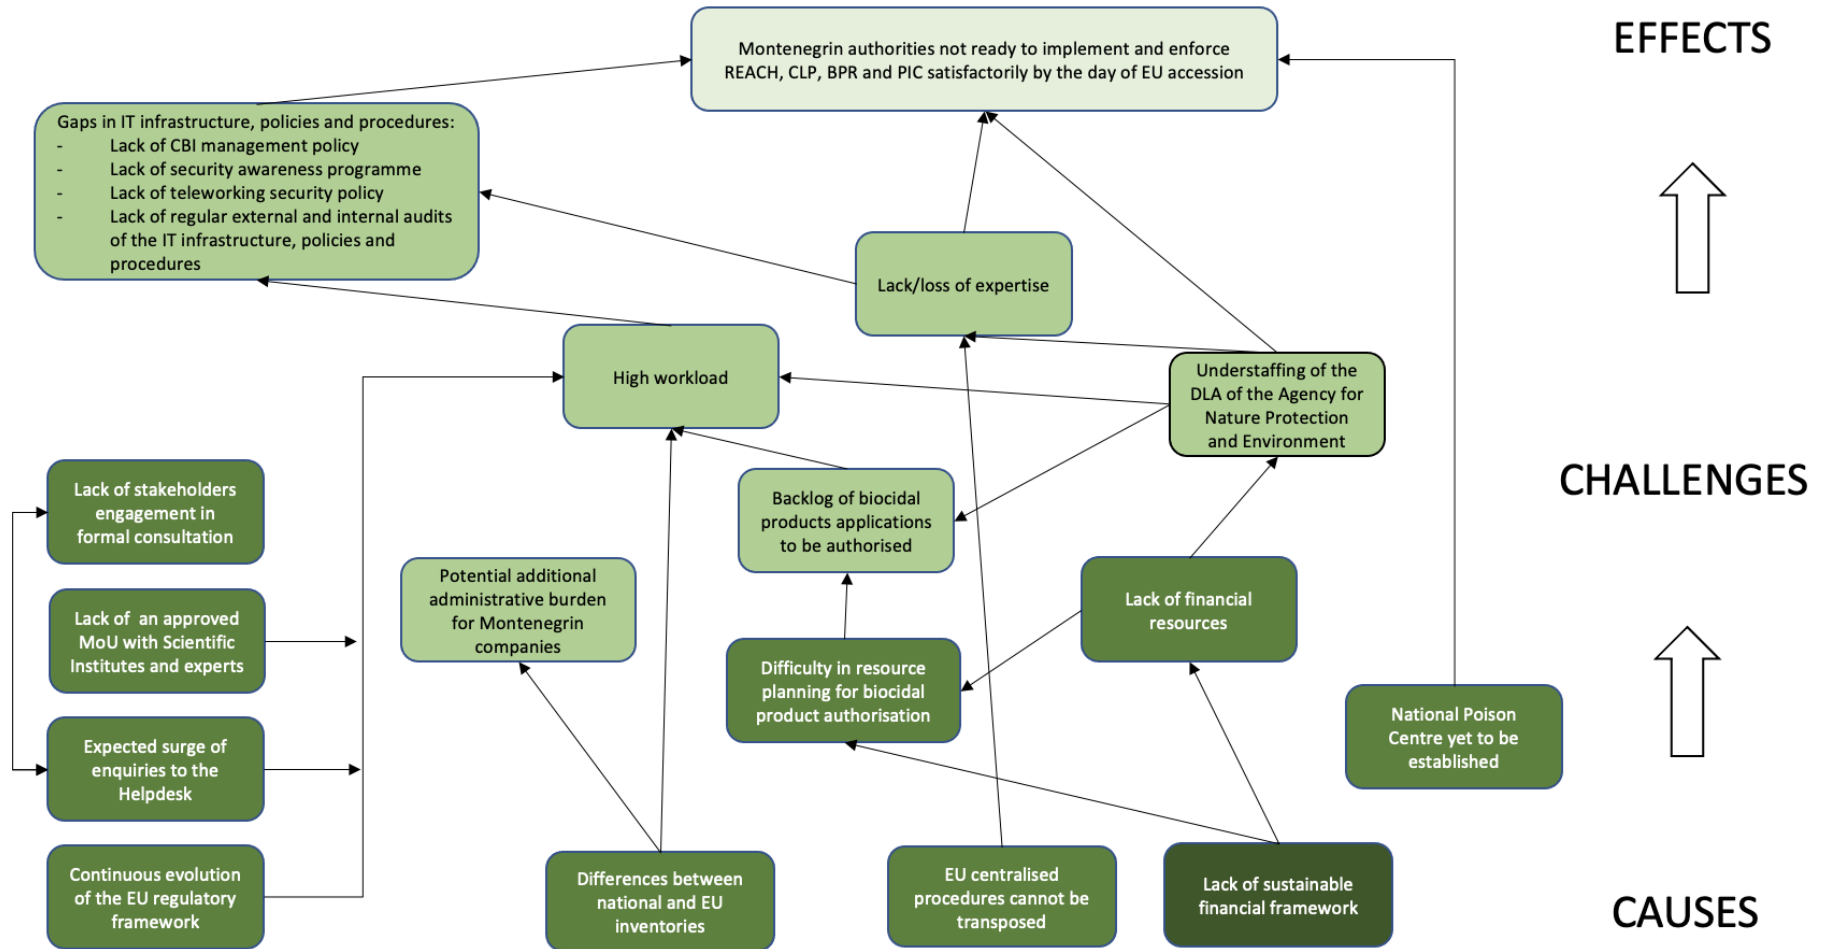 EFFECTS
Montenegrin authorities not ready to implement and enforce
REACH, CLP, BPR and PIC satisfactorily by the day of EU accession
Gaps in IT infrastructure, policies and procedures:
- Lack of CBI management policy
- Lack of security awareness programme
- Lack of teleworking security policy
- Lack of regular external and internal audits
of the IT infrastructure, policies and
procedures
Lack/loss of expertise
High workload
Understaffing of the
DLA of the Agency for
Nature Protection
and Environment
CHALLENGES
Lack of stakeholders
engagement in
formal consultation
Backlog of biocidal
products applications
to be authorised
Potential additional
administrative burden
for Montenegrin
companies
Lack of financial
resources
Lack of  an approved
MoU with Scientific
Institutes and experts
Difficulty in resource
planning for biocidal
product authorisation
National Poison
Centre yet to be
established
Expected surge of
enquiries to the
Helpdesk
Continuous evolution
of the EU regulatory
framework
Differences between
national and EU
inventories
EU centralised
procedures cannot be
transposed
Lack of sustainable
financial framework
CAUSES